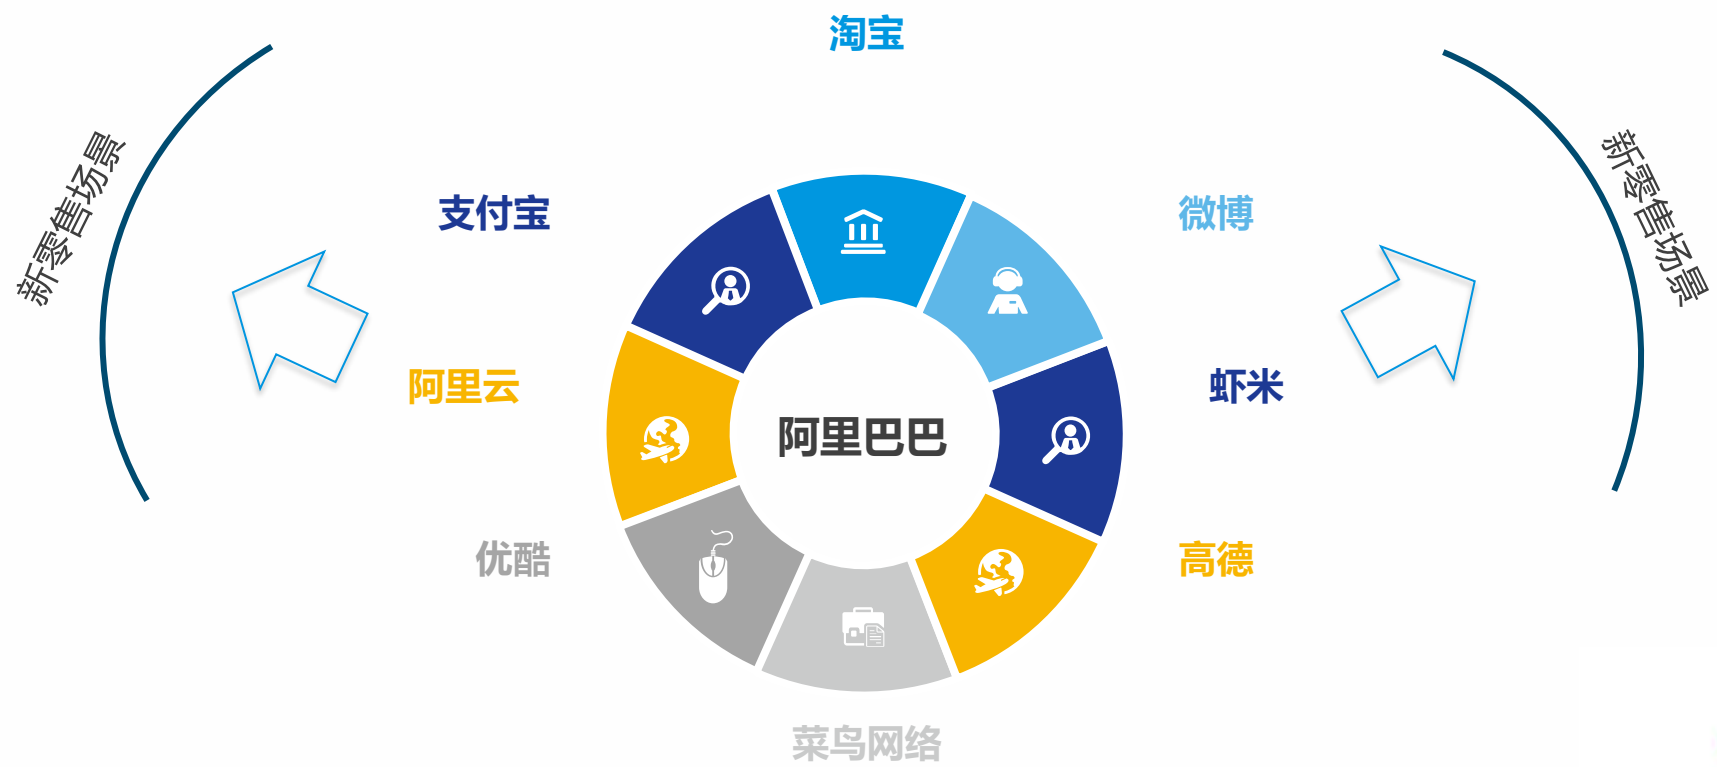 淘宝
新零售场景
新零售场景
支付宝
微博
阿里云
虾米
阿里巴巴
优酷
高德
菜鸟网络